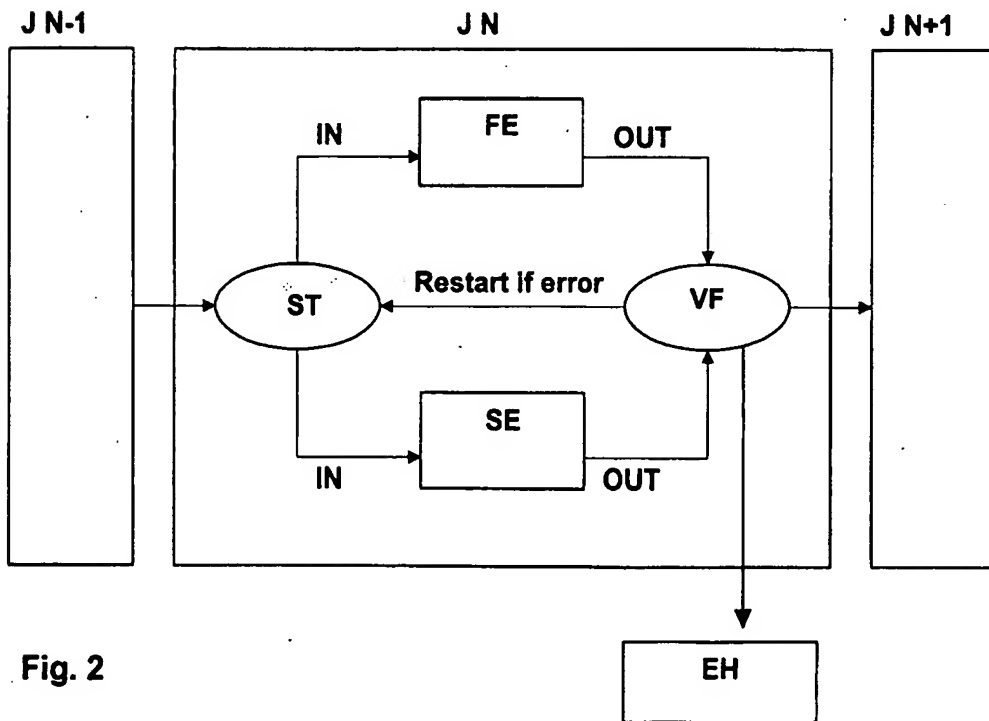 J N-1
J N
J N+1
IN
FE
OUT
ST
Restart if error
VF
SE
IN
OUT
Fig. 2
EH